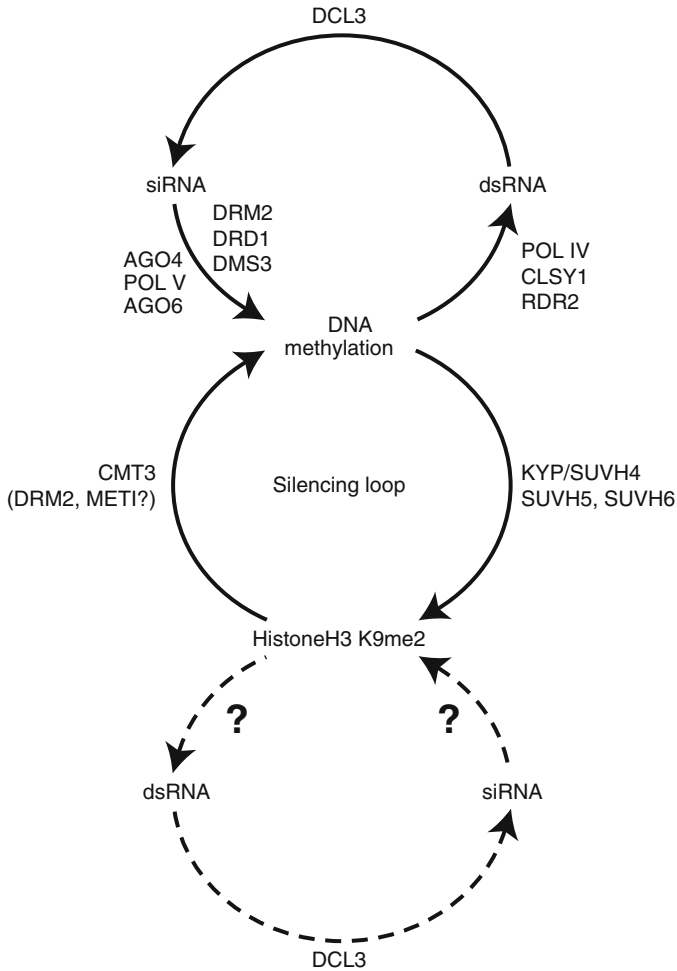 DCL3
siRNA
dsRNA
DRM2
DRD1
DMS3
AGO4
POL V
AGO6
POL IV
CLSY1
RDR2
DNA
methylation
CMT3
(DRM2, METI?)
Silencing loop
KYP/SUVH4
SUVH5, SUVH6
HistoneH3 K9me2
?
?
dsRNA
siRNA
DCL3